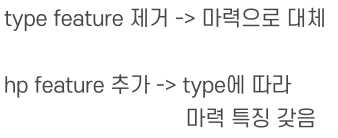 type feature 제거 -> 마력으로 대체
hp feature 추가 -> type에 따라
마력 특징 갖음